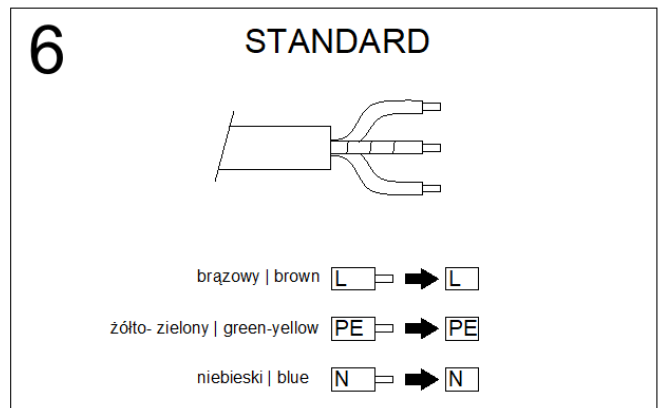 6 STANDARD
brązowy | brown L L
żółto- zielony | green-yellow PE PE
niebieski | blue N N